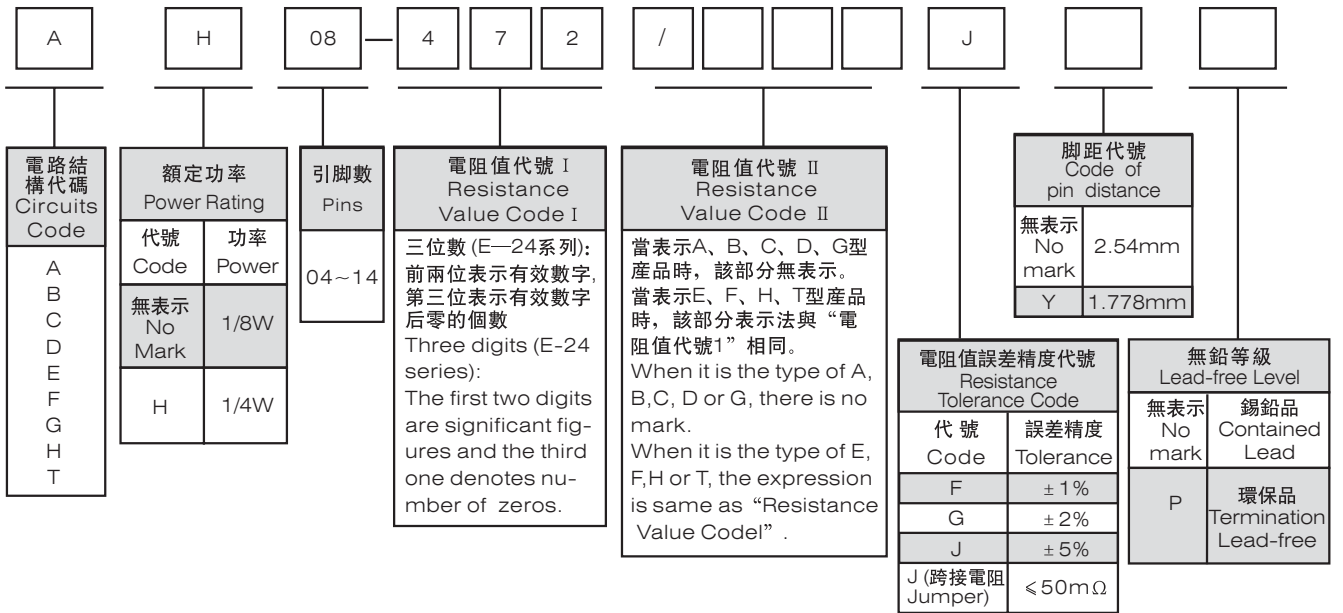 A H 08 — 4 7 2 / J
電路結
構代碼
Circuits
Code
A
B
C
D
E
F
G
H
T
額定功率
Power Rating
代號 功率
Code Power
無表示
No
Mark
1/8W
H 1/4W
引脚數
Pins
04~14
電阻值代號 I
Resistance
Value Code I
三位數 (E—24系列):
前兩位表示有效數字,
第三位表示有效數字
后零的個數
Three digits (E-24
series):
The first two digits
are significant fig-
ures and the third
one denotes nu-
mber of zeros.
電阻值代號 II
Resistance
Value Code II
當表示A、B、C、D、G型
産品時，該部分無表示。
當表示E、F、H、T型産品
時，該部分表示法與“電
阻值代號1”相同。
When it is the type of A,
B,C, D or G, there is no
mark.
When it is the type of E,
F,H or T, the expression
is same as “Resistance
Value Codel” .
電阻值誤差精度代號
Resistance
Tolerance Code
代 號 誤差精度
Code Tolerance
F ±1%
G ±2%
J ±5%
J (跨接電阻
Jumper)
≤50mΩ
脚距代號
Code of
pin distance
無表示
No
mark
2.54mm
Y 1.778mm
無鉛等級
Lead-free Level
無表示
No
mark
錫鉛品
Contained
Lead
P
環保品
Termination
Lead-free